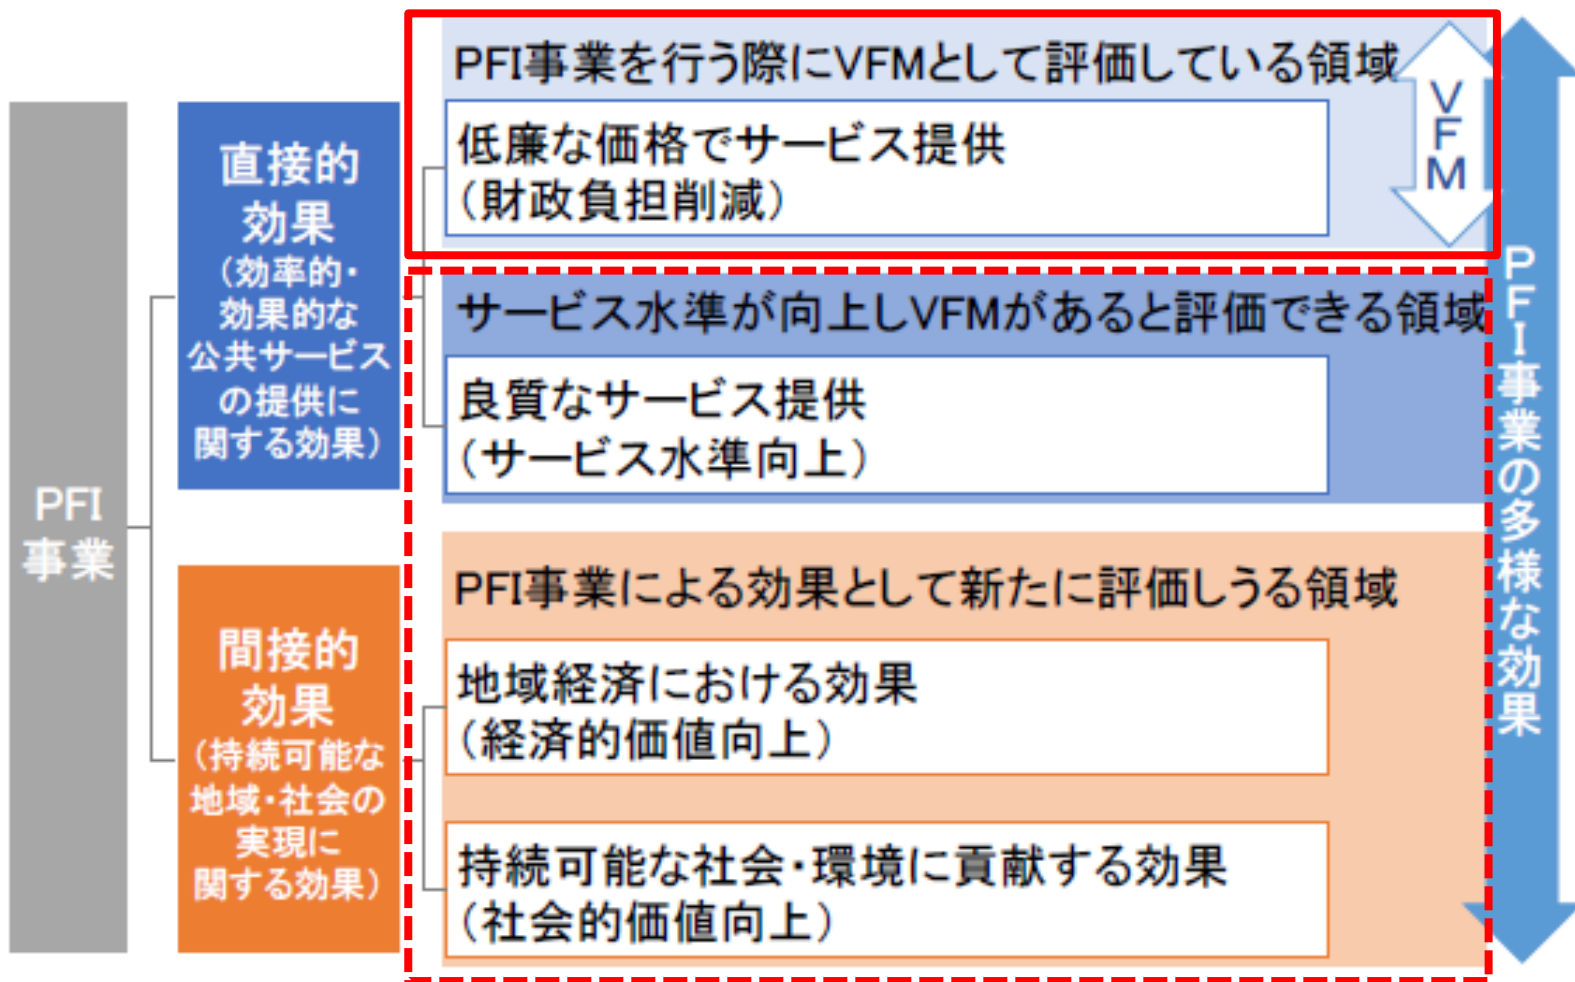 PFI
事業
直接的
効果
（効率的・
効果的な
公共サービス
の提供に
関する効果）
間接的
効果
（持続可能な
地域・社会の
実現に
関する効果）
PFI事業を行う際にVFMとして評価している領域
低廉な価格でサービス提供
（財政負担削減）
VFM
サービス水準が向上しVFMがあると評価できる領域
良質なサービス提供
（サービス水準向上）
PFI事業による効果として新たに評価しうる領域
地域経済における効果
（経済的価値向上）
持続可能な社会・環境に貢献する効果
（社会的価値向上）
PFI事業の多様な効果